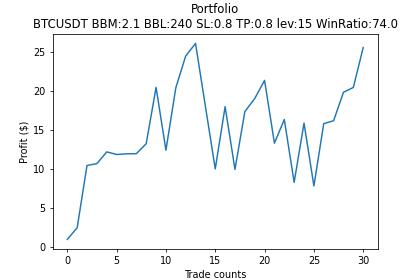 Portfolio
BTCUSDT BBM:2.1 BBL:240 SL:0.8 TP:0.8 lev:15 WinRatio:74.0
25
20
15
10
5
0
Profit ($)
0 5 10 15 20 25 30
Trade counts